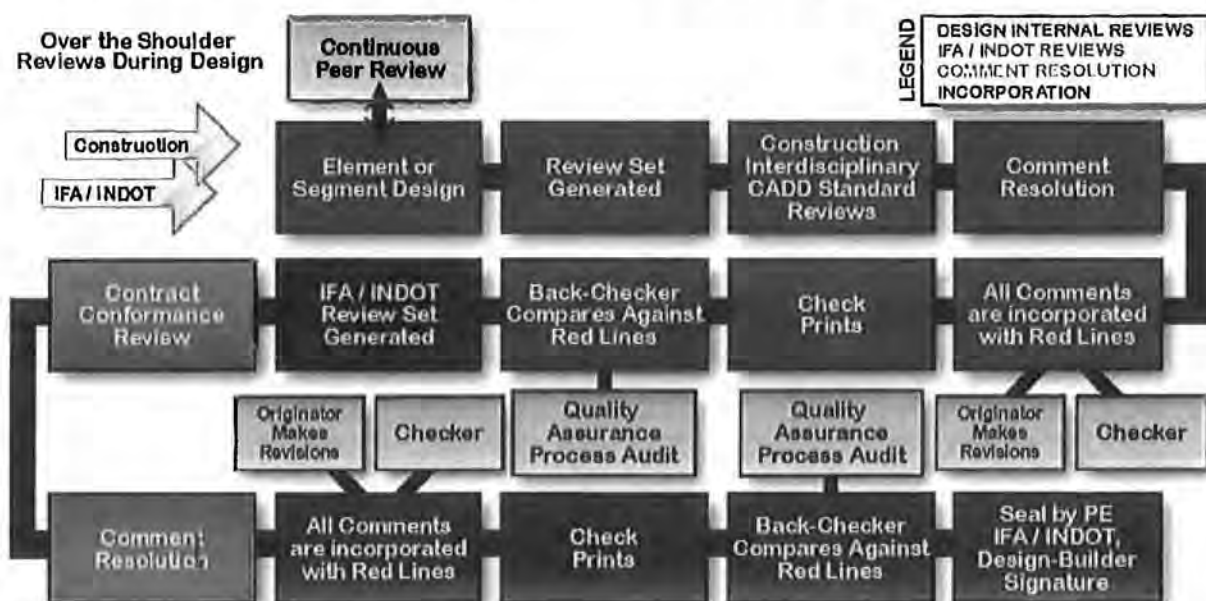 Over the Shoulder
Reviews During Design
Continuous
Peer Review
LEGEND
DESIGN INTERNAL REVIEWS
IFA / INDOT REVIEWS
COMMENT RESOLUTION
INCORPORATION
Construction
IFA / INDOT
Element or
Segment Design
Review Set
Generated
Construction
Interdisciplinary
CADD Standard
Reviews
Comment
Resolution
Contract
Conformance
Review
IFA / INDOT
Review Set
Generated
Back-Checker
Compares Against
Red Lines
Check
Prints
All Comments
are incorporated
with Red Lines
Originator
Makes
Revisions
Checker
Quality
Assurance
Process Audit
Quality
Assurance
Process Audit
Originator
Makes
Revisions
Checker
Comment
Resolution
All Comments
are incorporated
with Red Lines
Check
Prints
Back-Checker
Compares Against
Red Lines
Seal by PE
IFA / INDOT,
Design-Builder
Signature